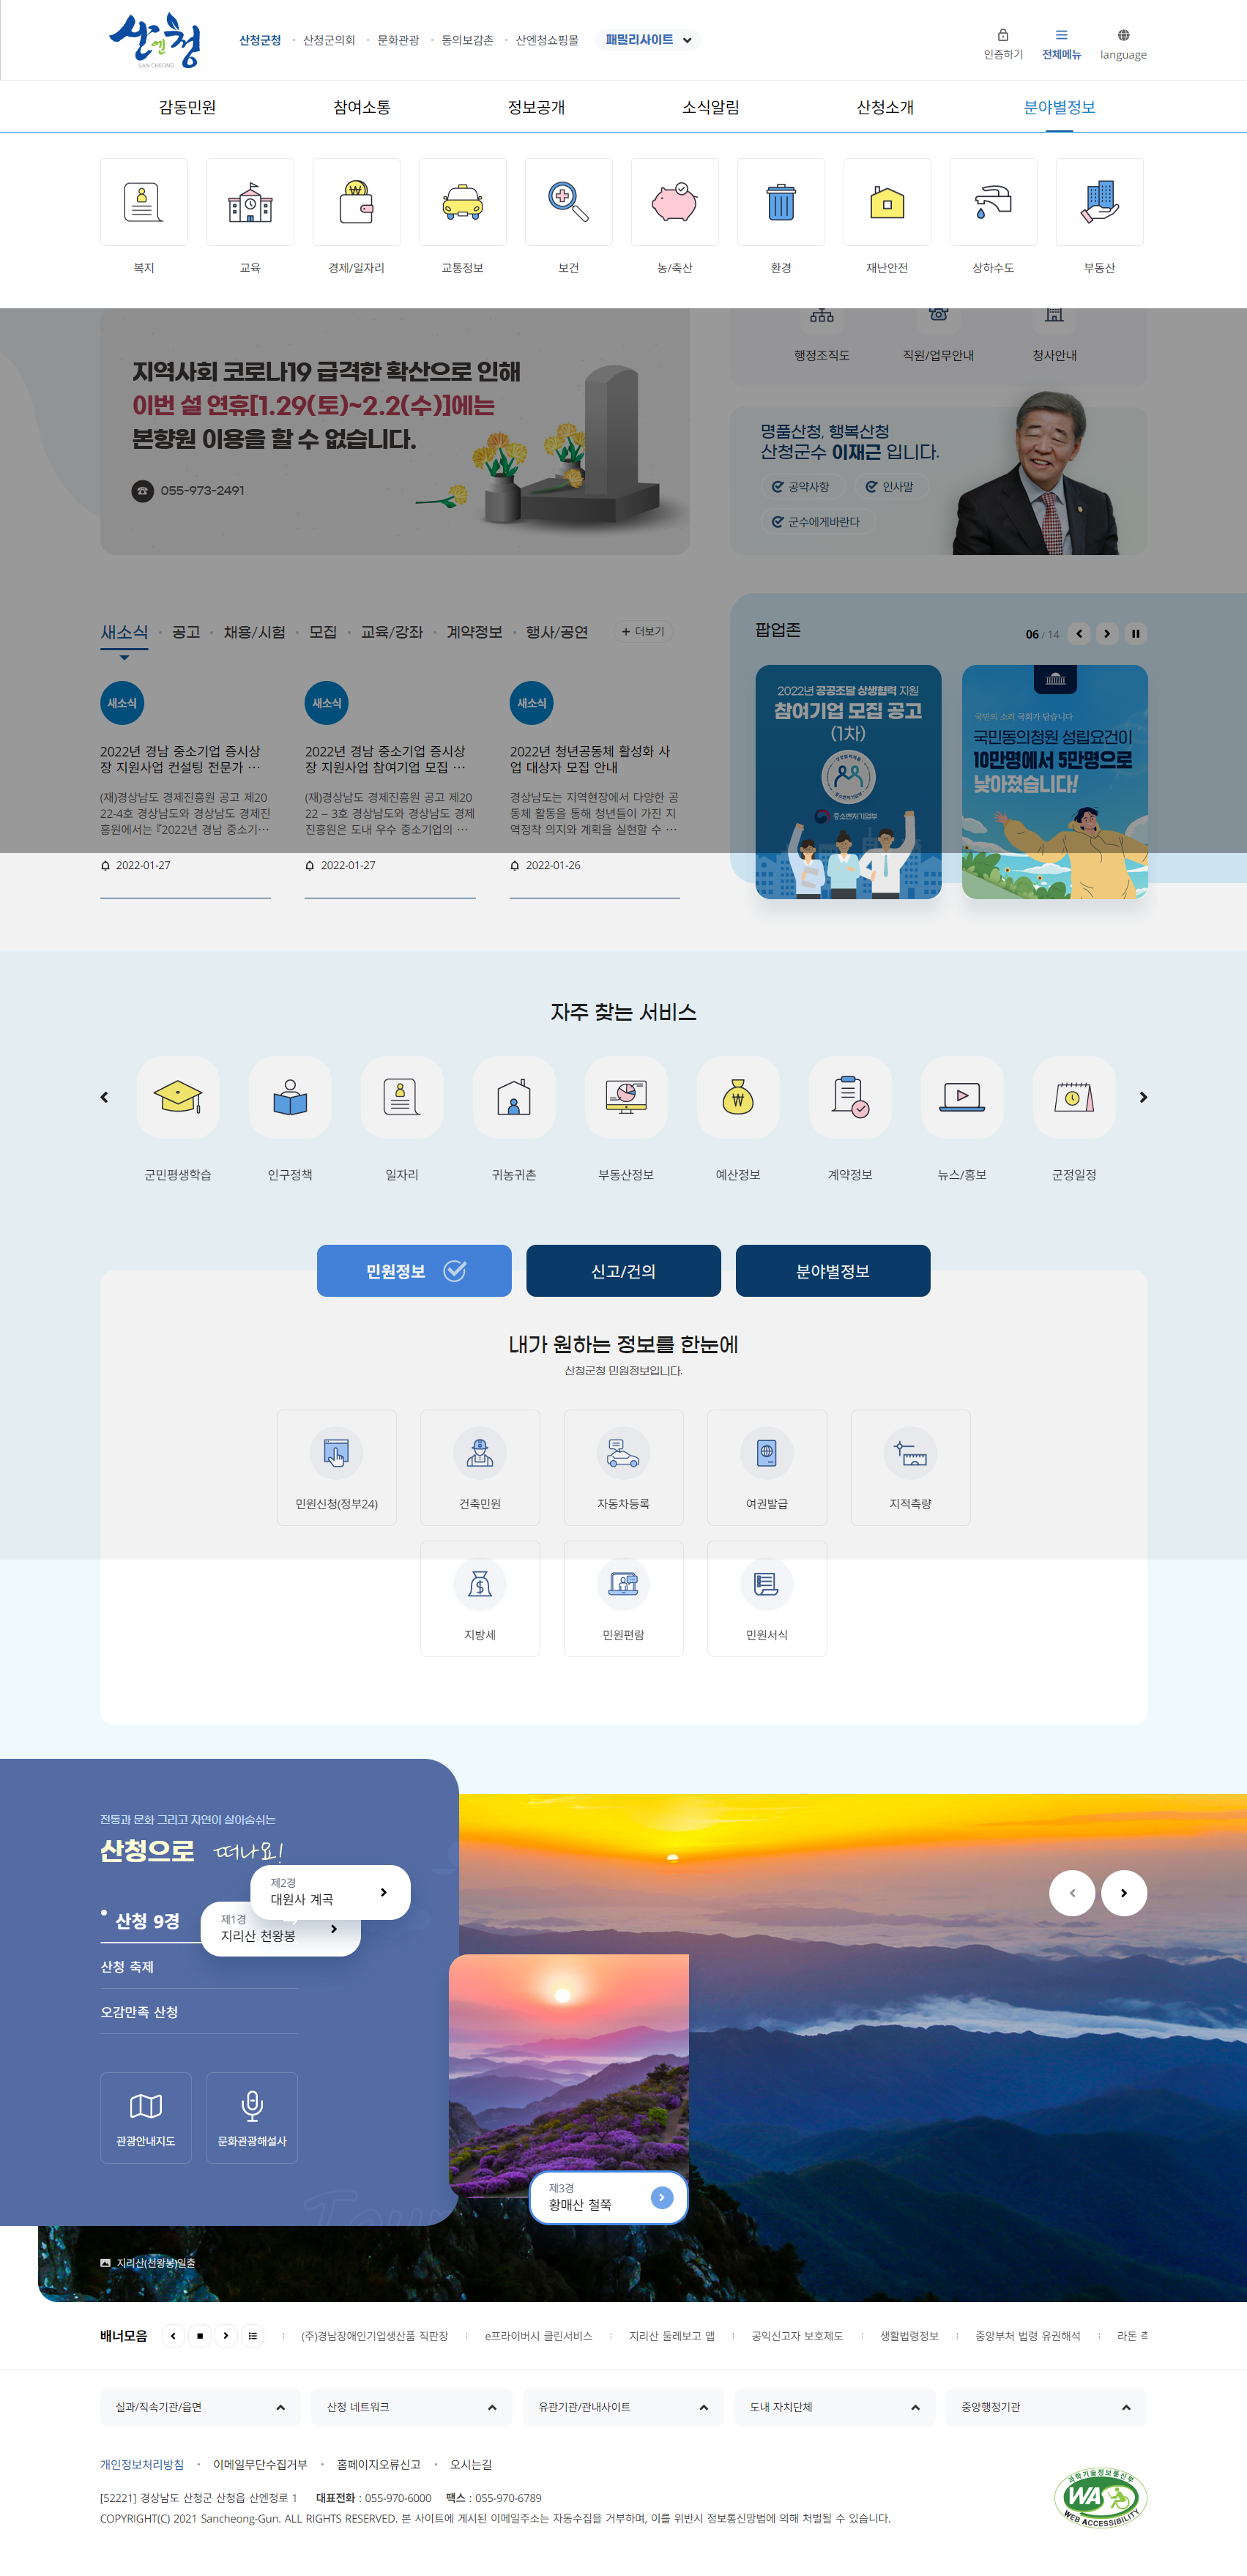 산엔청
SAN CHEONG
산청군청
산청군의회
문화관광
동의보감촌
산엔청쇼핑몰
패밀리사이트
인증하기
전체메뉴
language
감동민원
참여소통
정보공개
소식알림
산청소개
분야별정보
복지
교육
경제/일자리
교통정보
보건
농/축산
환경
재난안전
상하수도
부동산
지역사회 코로나19 급격한 확산으로 인해
이번 설 연휴[1.29(토)~2.2(수)]에는
본향원 이용을 할 수 없습니다.
055-973-2491
행정조직도
직원/업무안내
청사안내
명품산청, 행복산청
산청군수 이재근 입니다.
공약사항
인사말
군수에게바란다
새소식
공고
채용/시험
모집
교육/강좌
계약정보
행사/공연
+ 더보기
새소식
2022년 경남 중소기업 증시상
장 지원사업 컨설팅 전문가 …
(재)경상남도 경제진흥원 공고 제20
22-4호 경상남도와 경상남도 경제진
흥원에서는 『2022년 경남 중소기…
2022-01-27
새소식
2022년 경남 중소기업 증시상
장 지원사업 참여기업 모집 …
(재)경상남도 경제진흥원 공고 제20
22 – 3호 경상남도와 경상남도 경제
진흥원은 도내 우수 중소기업의 …
2022-01-27
새소식
2022년 청년공동체 활성화 사
업 대상자 모집 안내
경상남도는 지역현장에서 다양한 공
동체 활동을 통해 청년들이 가진 지
역정착 의지와 계획을 실현할 수 …
2022-01-26
팝업존
06 / 14
2022년 공공조달 상생협력 지원
참여기업 모집 공고
(1차)
중소벤처기업부
국민의 소리 국회가 담습니다
국민동의청원 성립요건이
10만명에서 5만명으로
낮아졌습니다!
자주 찾는 서비스
군민평생학습
인구정책
일자리
귀농귀촌
부동산정보
예산정보
계약정보
뉴스/홍보
군정일정
민원정보
신고/건의
분야별정보
내가 원하는 정보를 한눈에
산청군청 민원정보입니다.
민원신청(정부24)
건축민원
자동차등록
여권발급
지적측량
지방세
민원편람
민원서식
전통과 문화 그리고 자연이 살아숨쉬는
산청으로 떠나요!
제2경
대원사 계곡
산청 9경
제1경
지리산 천왕봉
산청 축제
오감만족 산청
관광안내지도
문화관광해설사
제3경
황매산 철쭉
지리산(천왕봉)일출
배너모음
(주)경남장애인기업생산품 직판장
e프라이버시 클린서비스
지리산 둘레보고 앱
공익신고자 보호제도
생활법령정보
중앙부처 법령 유권해석
라돈 측
실과/직속기관/읍면
산청 네트워크
유관기관/관내사이트
도내 자치단체
중앙행정기관
개인정보처리방침
이메일무단수집거부
홈페이지오류신고
오시는길
[52221] 경상남도 산청군 산청읍 산엔청로 1 대표전화 : 055-970-6000 팩스 : 055-970-6789
COPYRIGHT(C) 2021 Sancheong-Gun. ALL RIGHTS RESERVED. 본 사이트에 게시된 이메일주소는 자동수집을 거부하며, 이를 위반시 정보통신망법에 의해 처벌될 수 있습니다.
과학기술정보통신부
WA
WEB ACCESSIBILITY